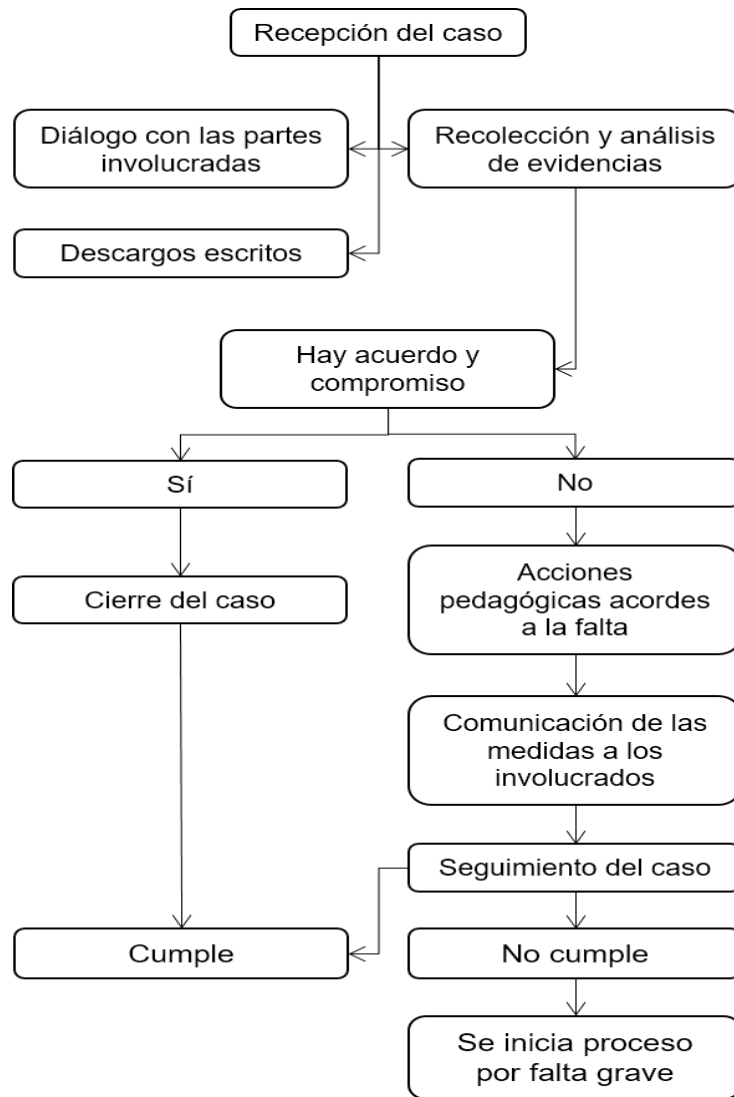 Recepción del caso
Diálogo con las partes
involucradas
Recolección y análisis
de evidencias
Descargos escritos
Hay acuerdo y
compromiso
Sí
No
Cierre del caso
Acciones
pedagógicas acordes
a la falta
Comunicación de las
medidas a los
involucrados
Seguimiento del caso
Cumple
No cumple
Se inicia proceso
por falta grave